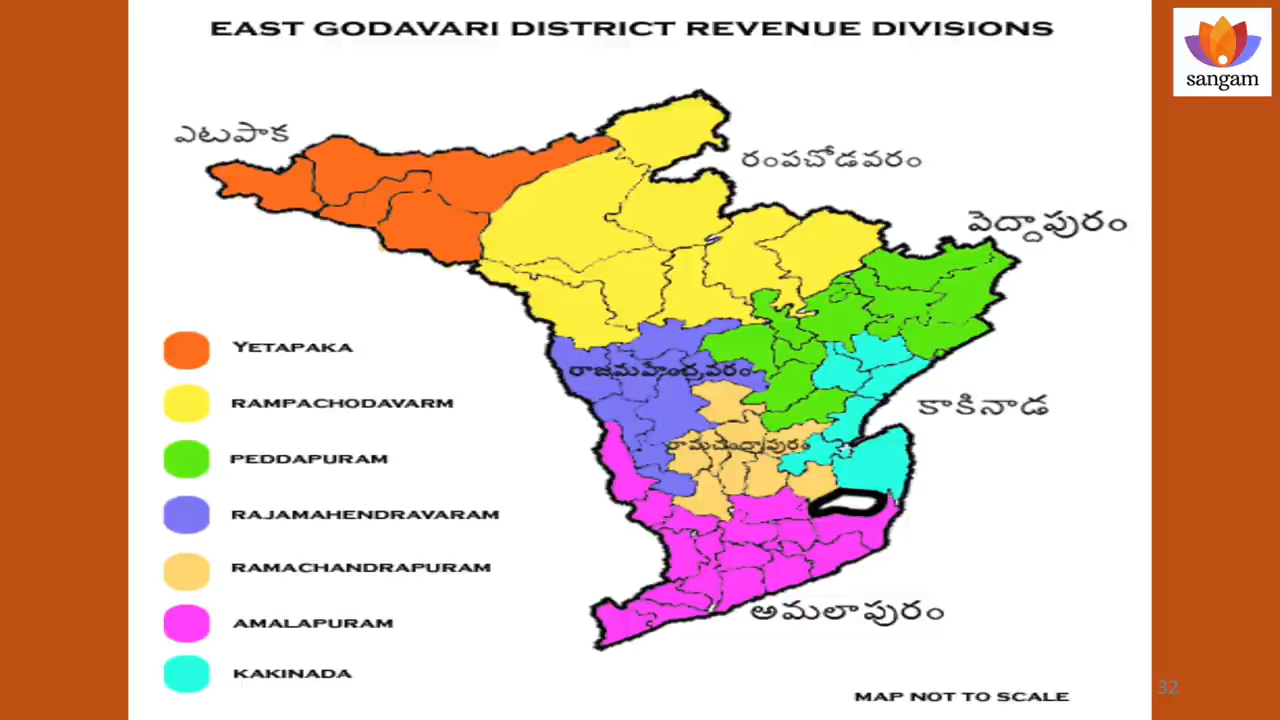 EAST GODAVARI DISTRICT REVENUE DIVISIONS
sangam
ఎటపాక
రంపచోడవరం
పెద్దాపురం
రాజమహేంద్రవరం
కాకినాడ
రామచంద్రాపురం
అమలాపురం
YETAPAKA
RAMPACHODAVARM
PEDDAPURAM
RAJAMAHENDRAVARAM
RAMACHANDRAPURAM
AMALAPURAM
KAKINADA
MAP NOT TO SCALE
32